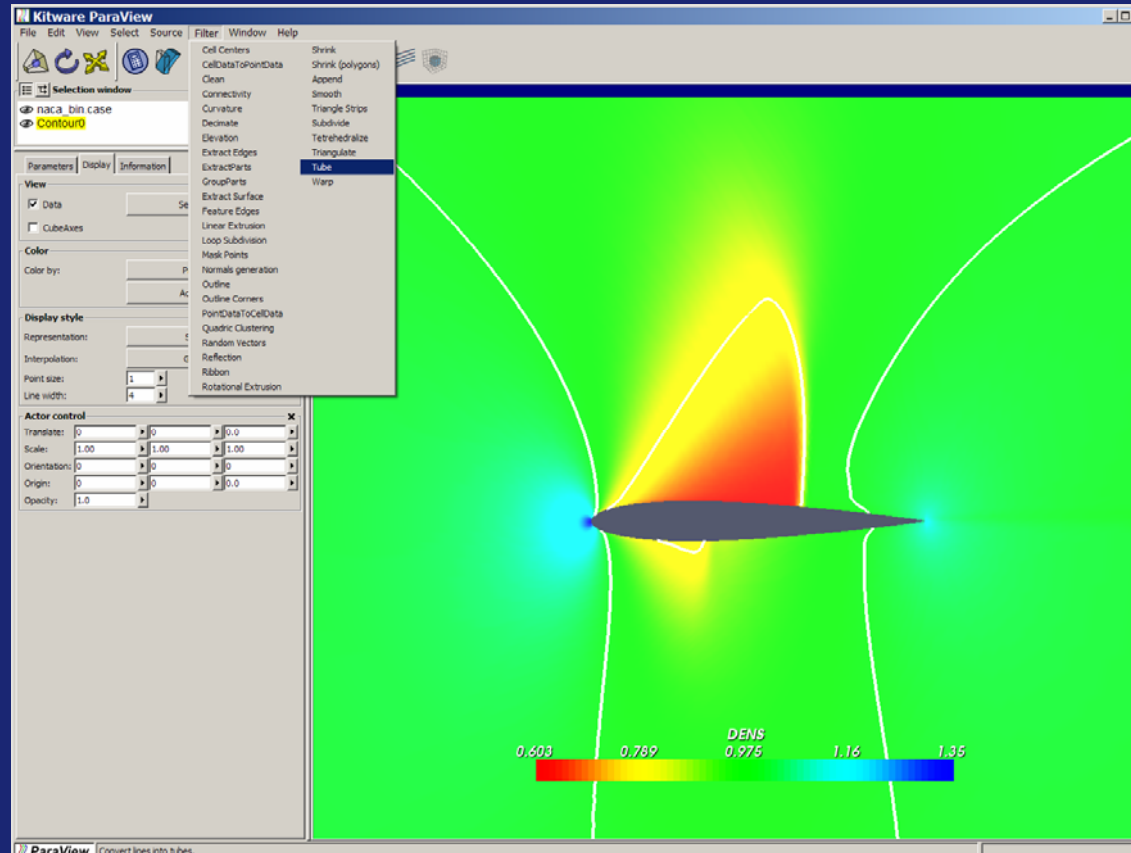 Kitware ParaView
File Edit View Select Source Filter Window Help
Selection window
naca_bin.case
Contour0
Parameters Display Information
View
Data
CubeAxes
Color
Color by:
Display style
Representation:
Interpolation:
Point size: 1
Line width: 4
Actor control x
Translate: 0 0 0.0
Scale: 1.00 1.00 1.00
Orientation: 0 0 0
Origin: 0 0 0.0
Opacity: 1.0
Cell Centers
CellDataToPointData
Clean
Connectivity
Curvature
Decimate
Elevation
Extract Edges
ExtractParts
GroupParts
Extract Surface
Feature Edges
Linear Extrusion
Loop Subdivision
Mask Points
Normals generation
Outline
Outline Corners
PointDataToCellData
Quadric Clustering
Random Vectors
Reflection
Ribbon
Rotational Extrusion
Shrink
Shrink (polygons)
Append
Smooth
Triangle Strips
Subdivide
Tetrehedralize
Triangulate
Tube
Warp
DENS
0.603 0.789 0.975 1.16 1.35
ParaView Convert lines into tubes